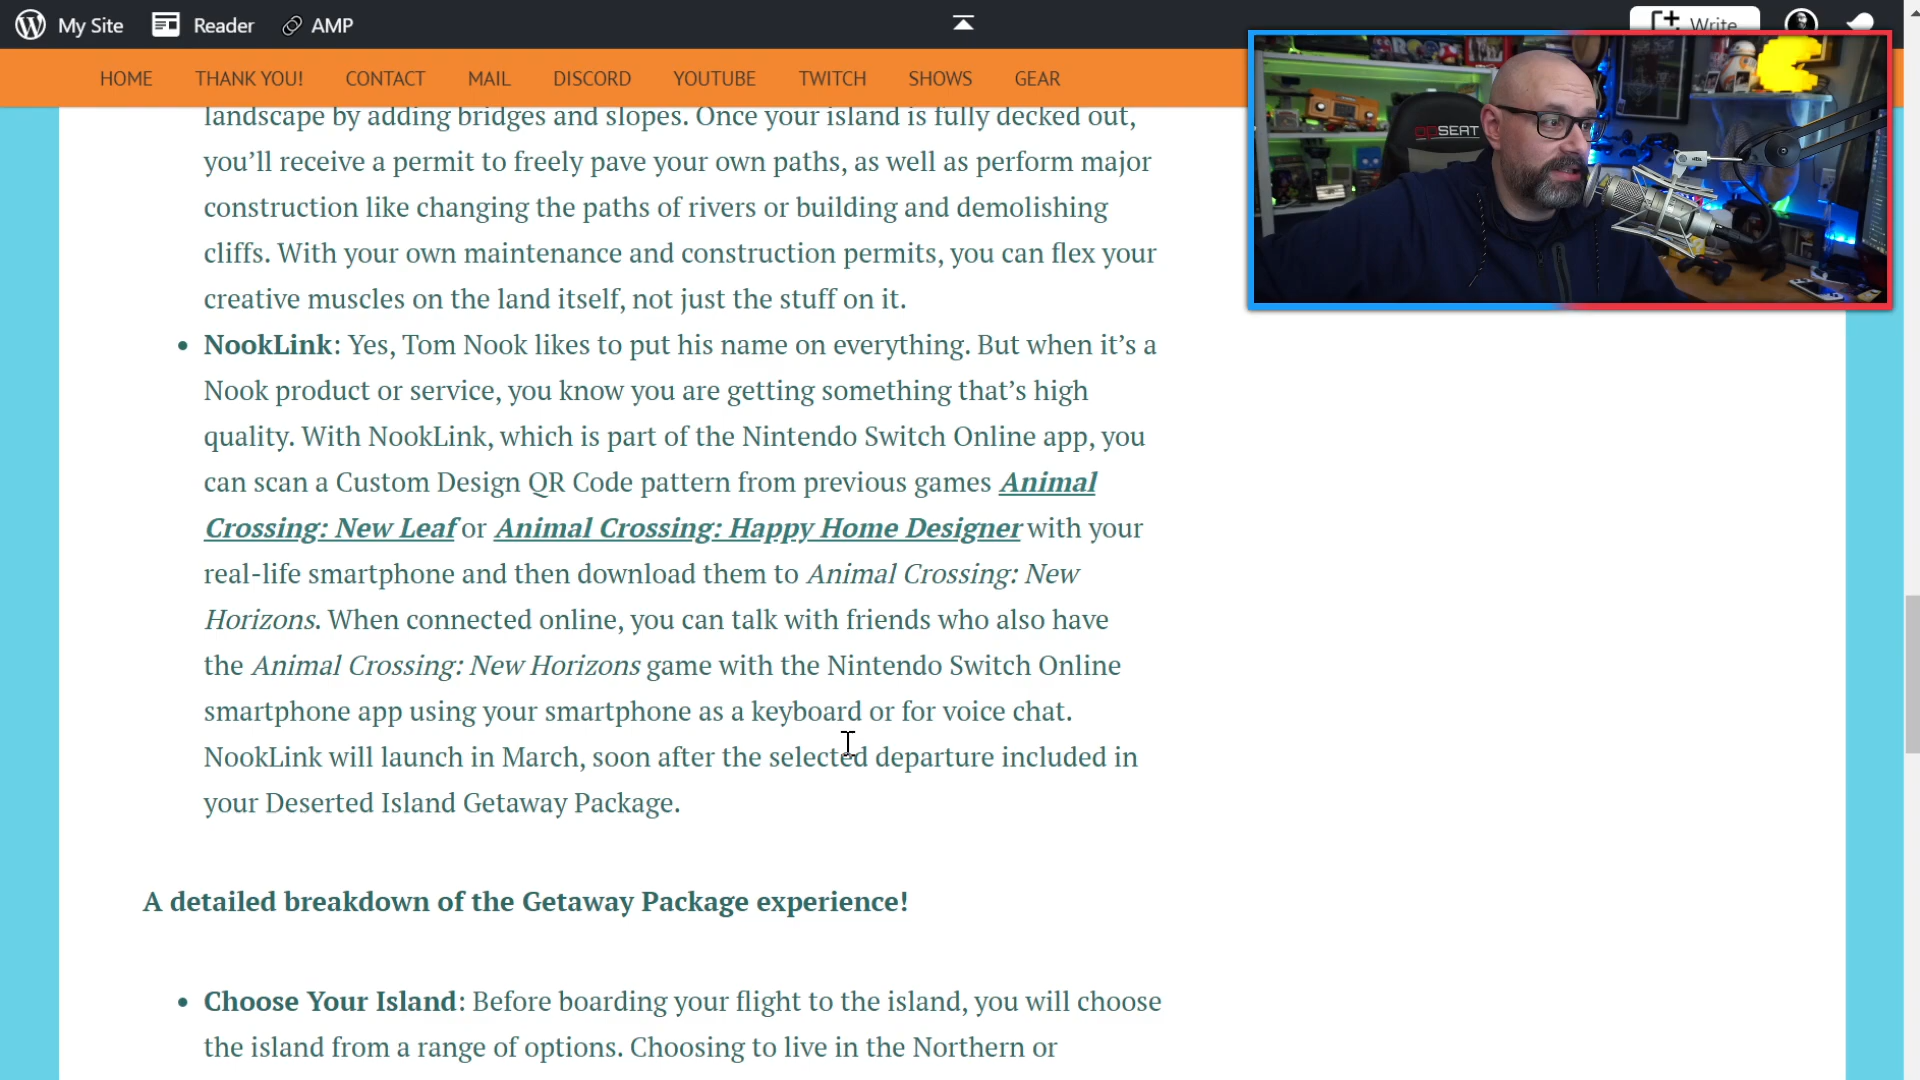 My Site Reader AMP Write
HOME THANK YOU! CONTACT MAIL DISCORD YOUTUBE TWITCH SHOWS GEAR
OPSEAT
landscape by adding bridges and slopes. Once your island is fully decked out,
you’ll receive a permit to freely pave your own paths, as well as perform major
construction like changing the paths of rivers or building and demolishing
cliffs. With your own maintenance and construction permits, you can flex your
creative muscles on the land itself, not just the stuff on it.
• NookLink: Yes, Tom Nook likes to put his name on everything. But when it’s a
Nook product or service, you know you are getting something that’s high
quality. With NookLink, which is part of the Nintendo Switch Online app, you
can scan a Custom Design QR Code pattern from previous games Animal
Crossing: New Leaf or Animal Crossing: Happy Home Designer with your
real-life smartphone and then download them to Animal Crossing: New
Horizons. When connected online, you can talk with friends who also have
the Animal Crossing: New Horizons game with the Nintendo Switch Online
smartphone app using your smartphone as a keyboard or for voice chat.
NookLink will launch in March, soon after the selected departure included in
your Deserted Island Getaway Package.
A detailed breakdown of the Getaway Package experience!
• Choose Your Island: Before boarding your flight to the island, you will choose
the island from a range of options. Choosing to live in the Northern or